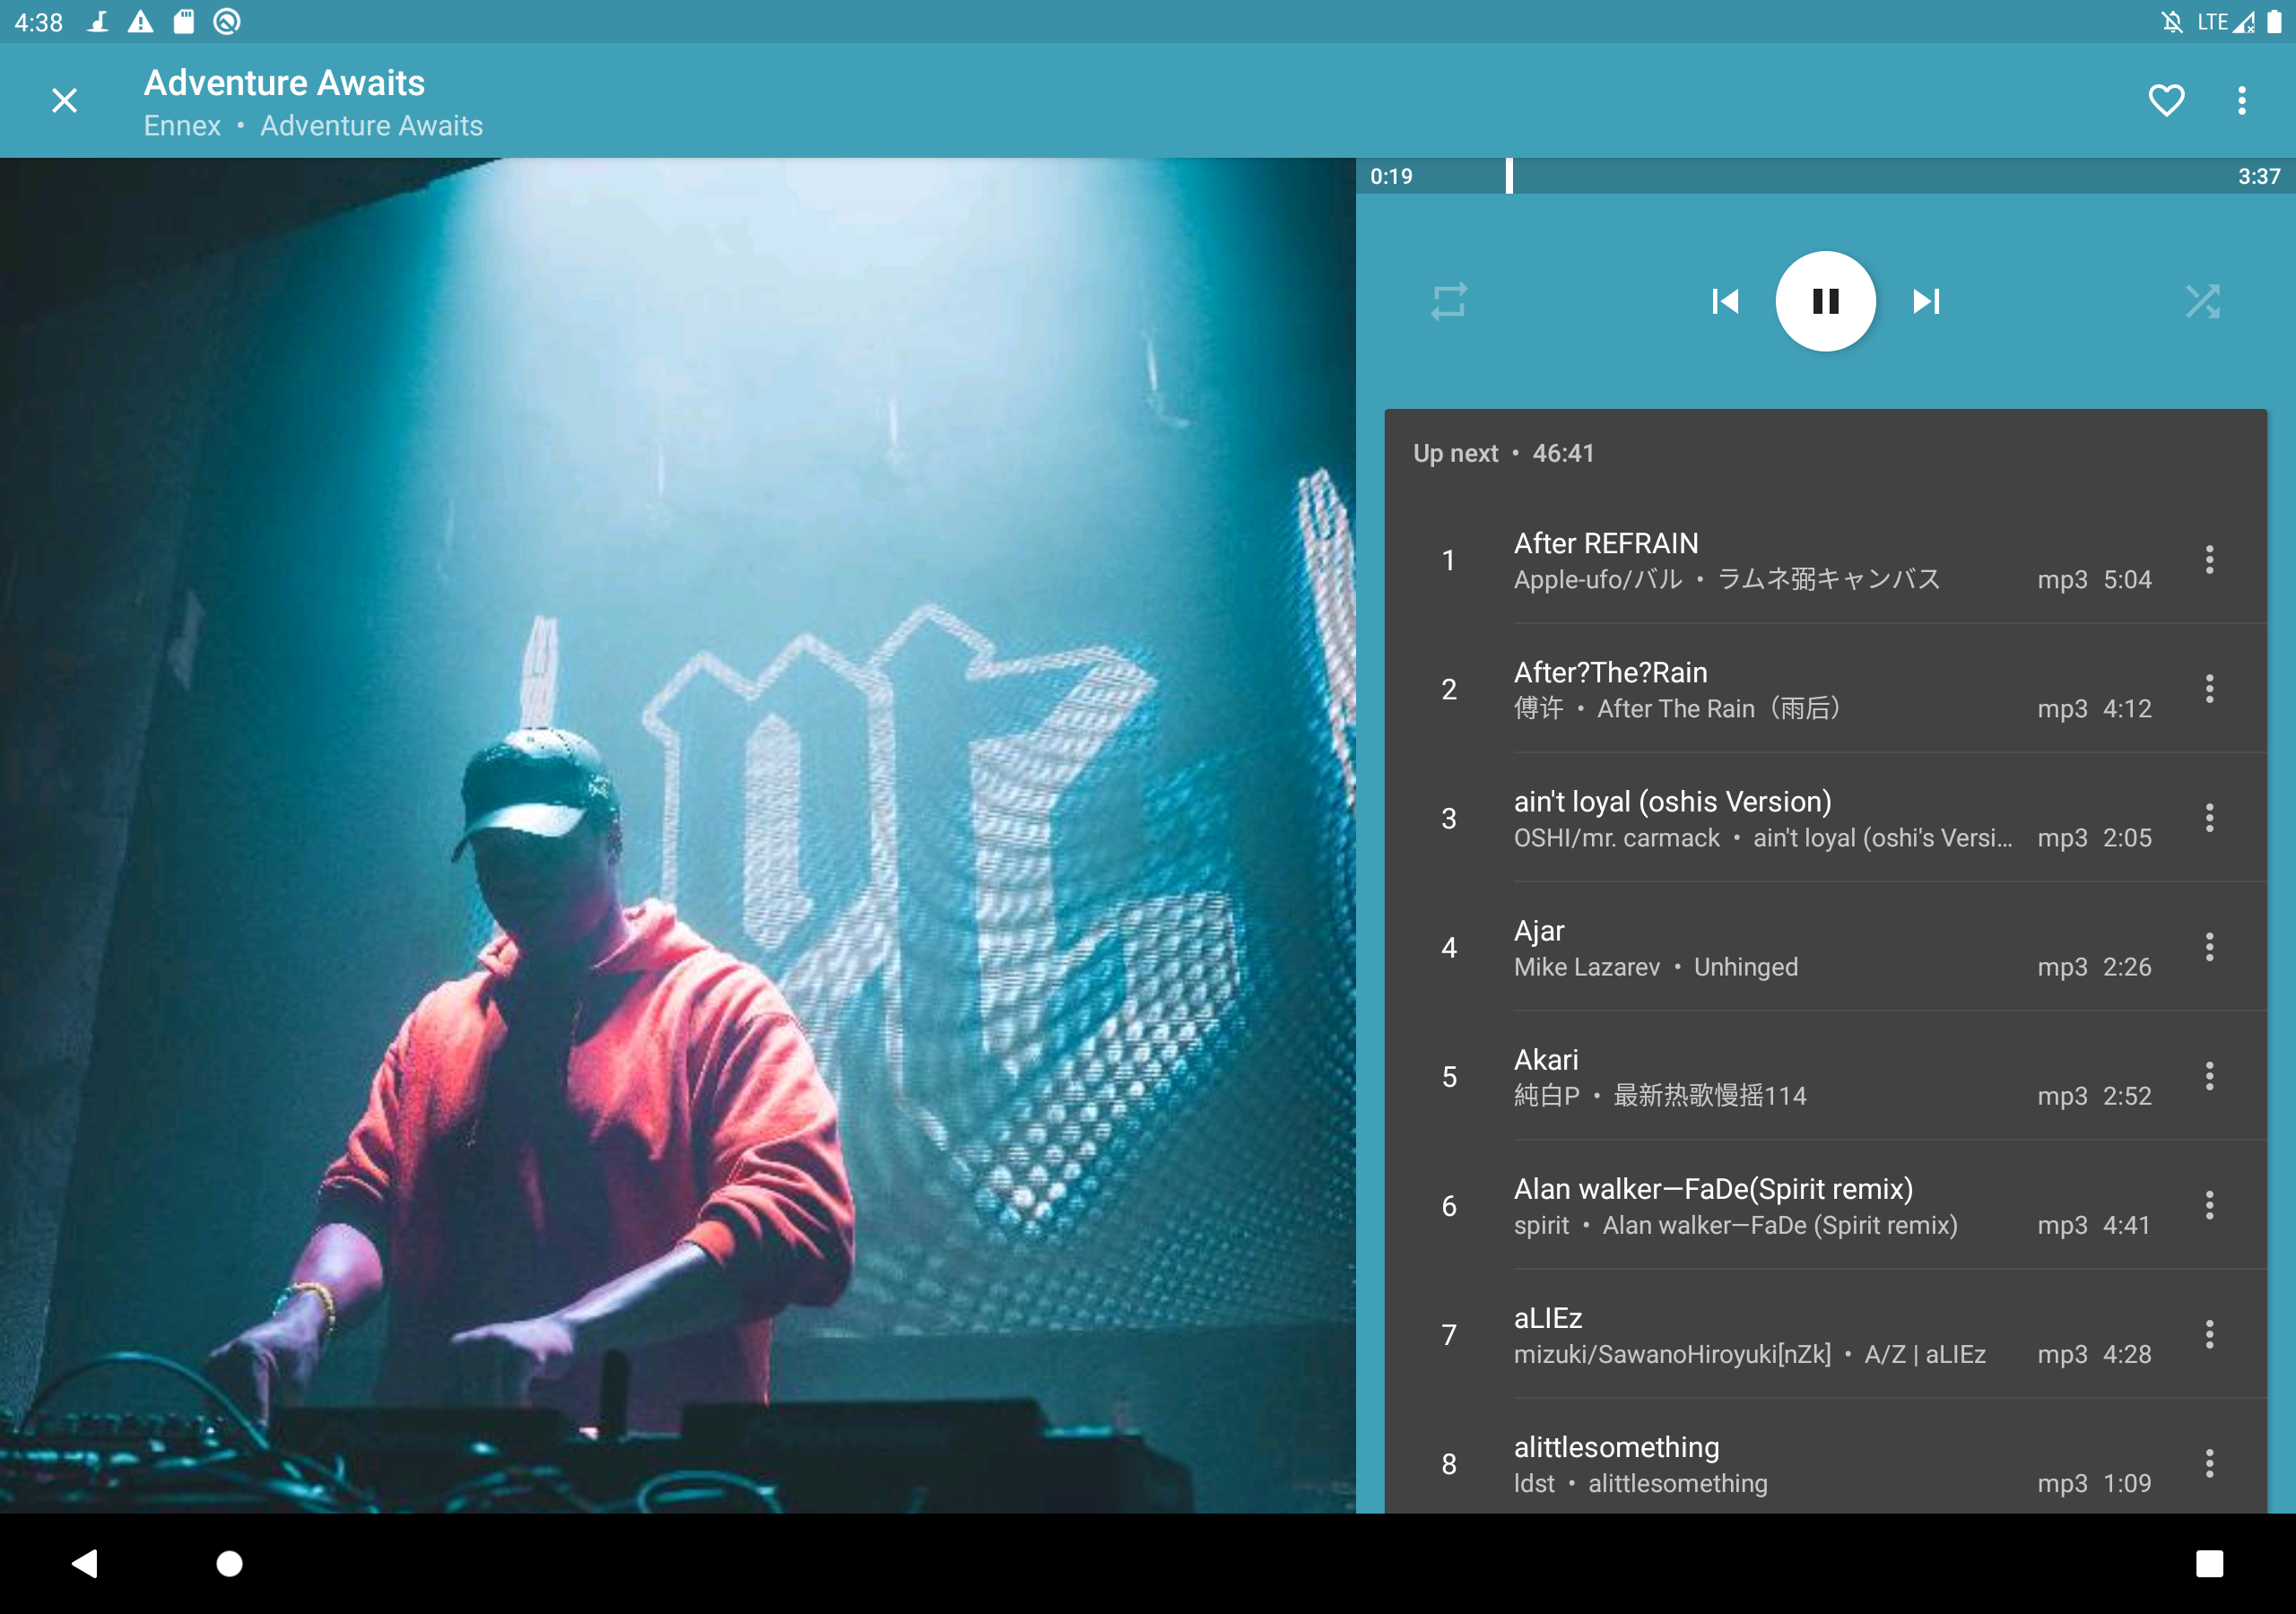 4:38
LTE
Adventure Awaits
Ennex • Adventure Awaits
0:19
3:37
Up next • 46:41
1
After REFRAIN
Apple-ufo/バル • ラムネ弼キャンバス
mp3 5:04
2
After?The?Rain
傅许 • After The Rain（雨后）
mp3 4:12
3
ain't loyal (oshis Version)
OSHI/mr. carmack • ain't loyal (oshi's Versi...
mp3 2:05
4
Ajar
Mike Lazarev • Unhinged
mp3 2:26
5
Akari
純白P • 最新热歌慢摇114
mp3 2:52
6
Alan walker—FaDe(Spirit remix)
spirit • Alan walker—FaDe (Spirit remix)
mp3 4:41
7
aLIEz
mizuki/SawanoHiroyuki[nZk] • A/Z | aLIEz
mp3 4:28
8
alittlesomething
ldst • alittlesomething
mp3 1:09